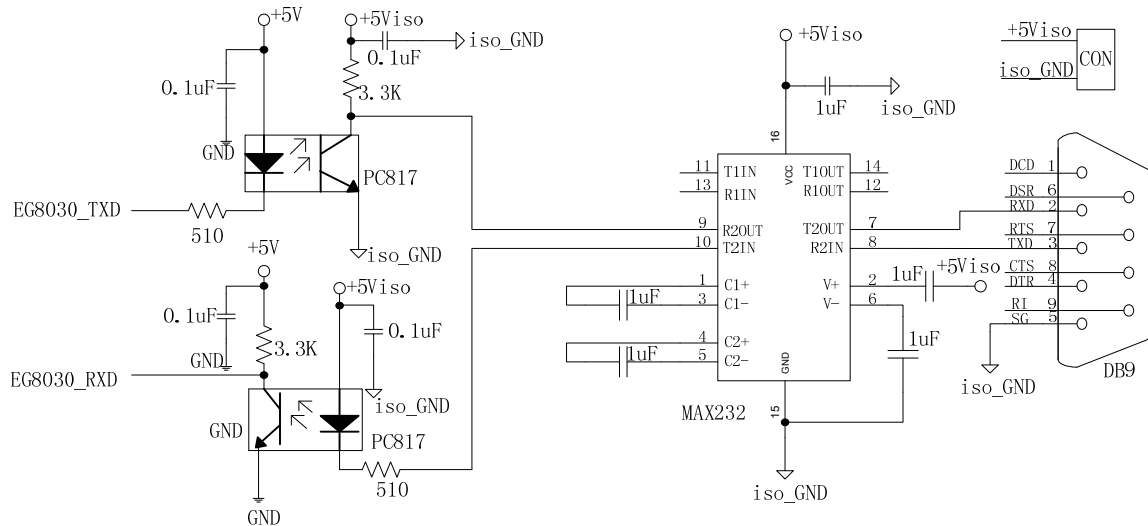 +5V
+5Viso
0.1uF
iso_GND
0.1uF
3.3K
GND
PC817
EG8030_TXD
510
iso_GND
+5V
+5Viso
0.1uF
0.1uF
3.3K
GND
EG8030_RXD
iso_GND
GND
PC817
510
GND
+5Viso
1uF
iso_GND
16
VCC
11
T1IN
T1OUT
14
13
R1IN
R1OUT
12
9
R2OUT
T2OUT
7
10
T2IN
R2IN
8
1
C1+
V+
2
3
C1-
V-
6
4
C2+
5
C2-
GND
15
1uF
1uF
1uF
+5Viso
1uF
MAX232
iso_GND
+5Viso
iso_GND
CON
DCD
1
DSR
6
RXD
2
RTS
7
TXD
3
CTS
8
DTR
4
RI
9
SG
5
iso_GND
DB9